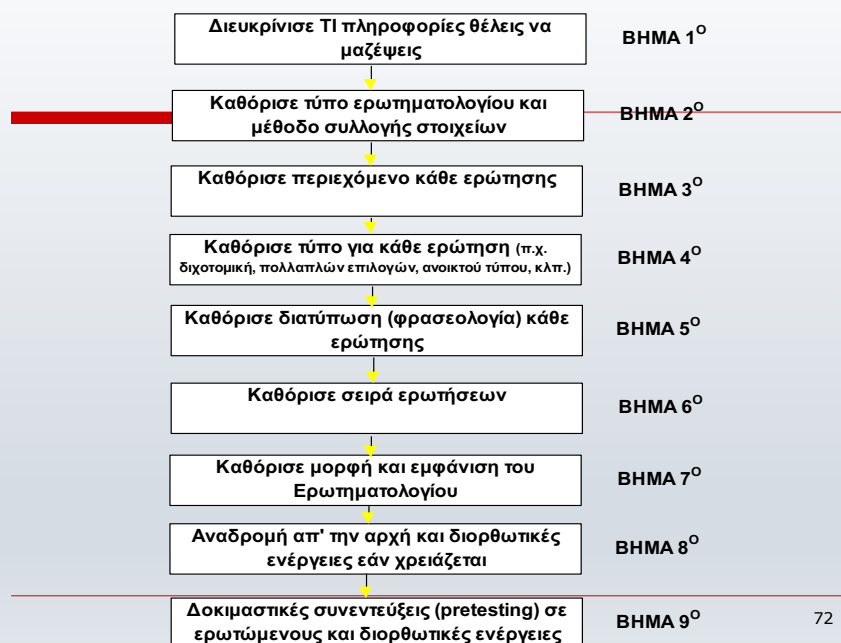 Διευκρίνισε ΤΙ πληροφορίες θέλεις να
μαζέψεις
ΒΗΜΑ 1Ο
Καθόρισε τύπο ερωτηματολογίου και
μέθοδο συλλογής στοιχείων
ΒΗΜΑ 2Ο
Καθόρισε περιεχόμενο κάθε ερώτησης
ΒΗΜΑ 3Ο
Καθόρισε τύπο για κάθε ερώτηση (π.χ.
διχοτομική, πολλαπλών επιλογών, ανοικτού τύπου, κλπ.)
ΒΗΜΑ 4Ο
Καθόρισε διατύπωση (φρασεολογία) κάθε
ερώτησης
ΒΗΜΑ 5Ο
Καθόρισε σειρά ερωτήσεων
ΒΗΜΑ 6Ο
Καθόρισε μορφή και εμφάνιση του
Ερωτηματολογίου
ΒΗΜΑ 7Ο
Αναδρομή απ' την αρχή και διορθωτικές
ενέργειες εάν χρειάζεται
ΒΗΜΑ 8Ο
Δοκιμαστικές συνεντεύξεις (pretesting) σε
ερωτώμενους και διορθωτικές ενέργειες
ΒΗΜΑ 9Ο
72